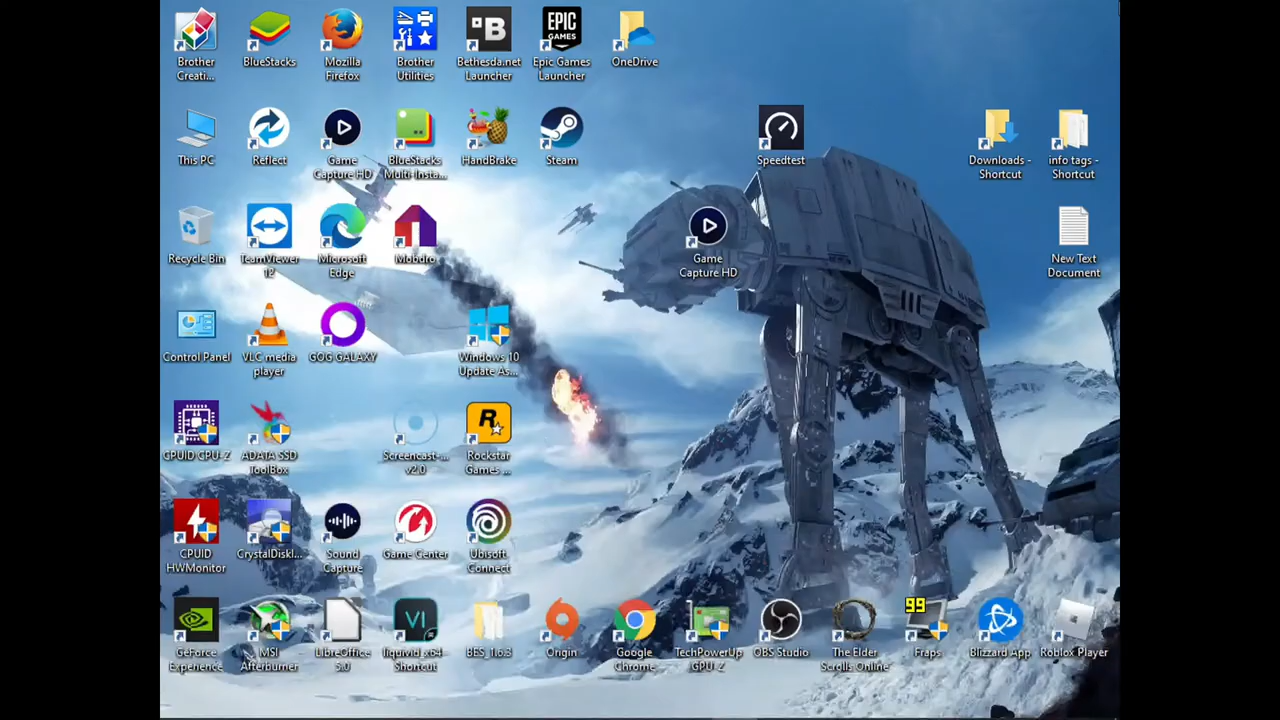 Brother
Creati...
BlueStacks
Mozilla
Firefox
Brother
Utilities
Bethesda.net
Launcher
EPIC
GAMES
Epic Games
Launcher
OneDrive
This PC
Reflect
Game
Capture HD
BlueStacks
Multi-Insta...
HandBrake
Steam
Speedtest
Downloads -
Shortcut
info tags -
Shortcut
Recycle Bin
TeamViewer
12
Microsoft
Edge
Mobdro
Game
Capture HD
New Text
Document
Control Panel
VLC media
player
GOG GALAXY
Windows 10
Update As...
CPUID CPU-Z
ADATA SSD
ToolBox
Screencast-...
v2.0
Rockstar
Games ...
CPUID
HWMonitor
CrystalDiskI...
Sound
Capture
Game Center
Ubisoft
Connect
GeForce
Experience
MSI
Afterburner
LibreOffice
5.0
VI
liquivid x64 -
Shortcut
BES_1.6.3
Origin
Google
Chrome
TechPowerUp
GPU-Z
OBS Studio
The Elder
Scrolls Online
99
Fraps
Blizzard App
Roblox Player